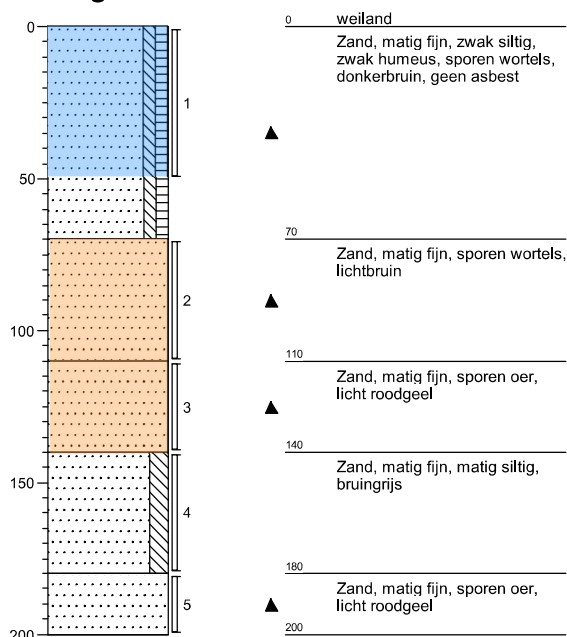 0 weiland
Zand, matig fijn, zwak siltig,
zwak humeus, sporen wortels,
donkerbruin, geen asbest
70
Zand, matig fijn, sporen wortels,
lichtbruin
110
Zand, matig fijn, sporen oer,
licht roodgeel
140
Zand, matig fijn, matig siltig,
bruingrijs
180
Zand, matig fijn, sporen oer,
licht roodgeel
200
0
50
100
150
200
1
2
3
4
5